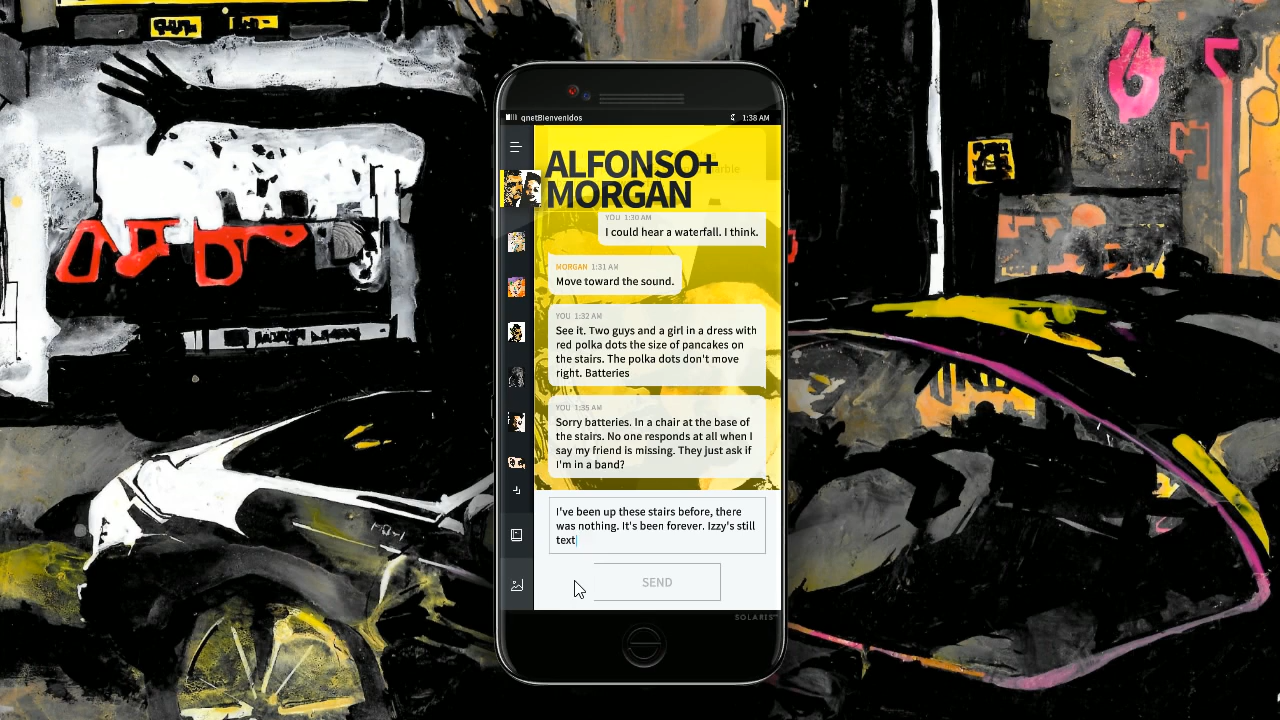 qnetBienvenidos
1:38 AM
ALFONSO+
MORGAN
YOU 1:30 AM
I could hear a waterfall. I think.
MORGAN 1:31 AM
Move toward the sound.
YOU 1:32 AM
See it. Two guys and a girl in a dress with
red polka dots the size of pancakes on
the stairs. The polka dots don't move
right. Batteries
YOU 1:35 AM
Sorry batteries. In a chair at the base of
the stairs. No one responds at all when I
say my friend is missing. They just ask if
I'm in a band?
I've been up these stairs before, there
was nothing. It's been forever. Izzy's still
text
SEND
SOLARIS